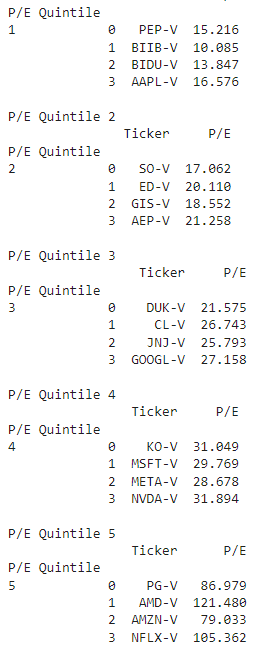 P/E Quintile
1 0 PEP-V 15.216
1 BIIB-V 10.085
2 BIDU-V 13.847
3 AAPL-V 16.576
P/E Quintile 2
Ticker P/E
P/E Quintile
2 0 SO-V 17.062
1 ED-V 20.110
2 GIS-V 18.552
3 AEP-V 21.258
P/E Quintile 3
Ticker P/E
P/E Quintile
3 0 DUK-V 21.575
1 CL-V 26.743
2 JNJ-V 25.793
3 GOOGL-V 27.158
P/E Quintile 4
Ticker P/E
P/E Quintile
4 0 KO-V 31.049
1 MSFT-V 29.769
2 META-V 28.678
3 NVDA-V 31.894
P/E Quintile 5
Ticker P/E
P/E Quintile
5 0 PG-V 86.979
1 AMD-V 121.480
2 AMZN-V 79.033
3 NFLX-V 105.362